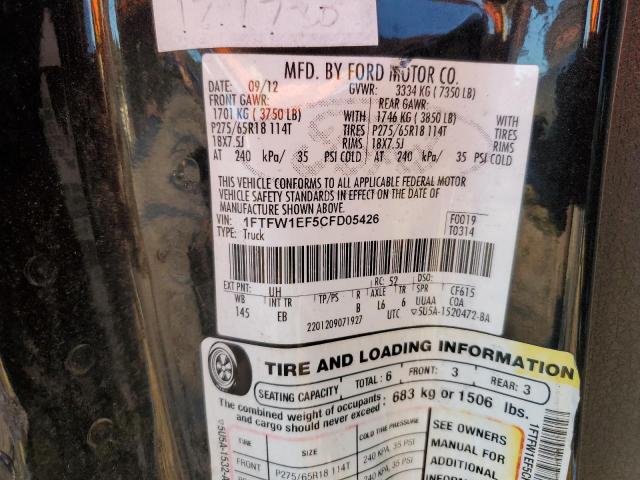 MFD. BY FORD MOTOR CO.
DATE: 09/12 GVWR: 3334 KG (7350 LB)
FRONT GAWR: REAR GAWR:
1701 KG (3750 LB) WITH 1746 KG (3850 LB) WITH
P275/65R18 114T TIRES P275/65R18 114T TIRES
18X7.5J RIMS 18X7.5J RIMS
AT 240 kPa/ 35 PSI COLD AT 240 kPa/ 35 PSI COLD
THIS VEHICLE CONFORMS TO ALL APPLICABLE FEDERAL MOTOR
VEHICLE SAFETY STANDARDS IN EFFECT ON THE DATE OF
MANUFACTURE SHOWN ABOVE.
VIN: 1FTFW1EF5CFD05426 F0019
TYPE: Truck T0314
EXT PNT: UH RC: 52 DSO:
WB INT TR TP/PS R AXLE TR SPR CF615
145 EB B L6 6 UUAA COA
2201209071927 UTC ▽5U5A-1520472-BA
TIRE AND LOADING INFORMATION
SEATING CAPACITY TOTAL: 6 FRONT: 3 REAR: 3
The combined weight of occupants and cargo should never exceed: 683 kg or 1506 lbs.
TIRE SIZE COLD TIRE PRESSURE
FRONT P275/65R18 114T 240 KPA, 35 PSI
SEE OWNERS
MANUAL FOR
ADDITIONAL